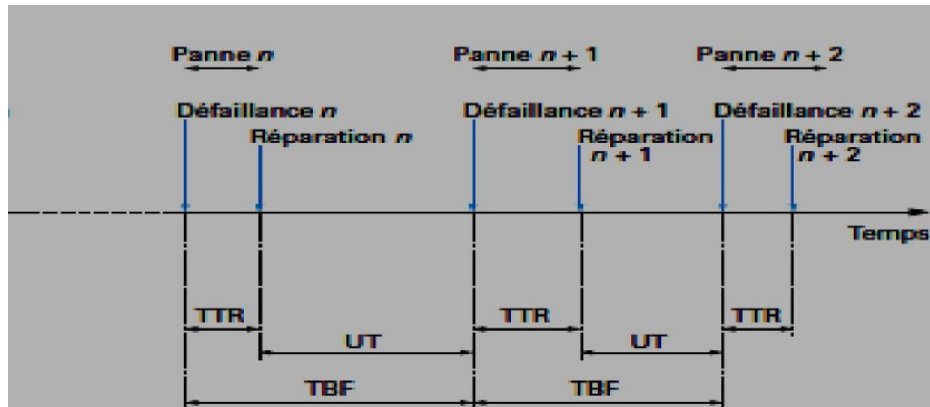 Panne n
Panne n + 1
Panne n + 2
Défaillance n
Défaillance n + 1
Défaillance n + 2
Réparation n
Réparation
n + 1
Réparation
n + 2
Temps
TTR
TTR
TTR
UT
UT
TBF
TBF